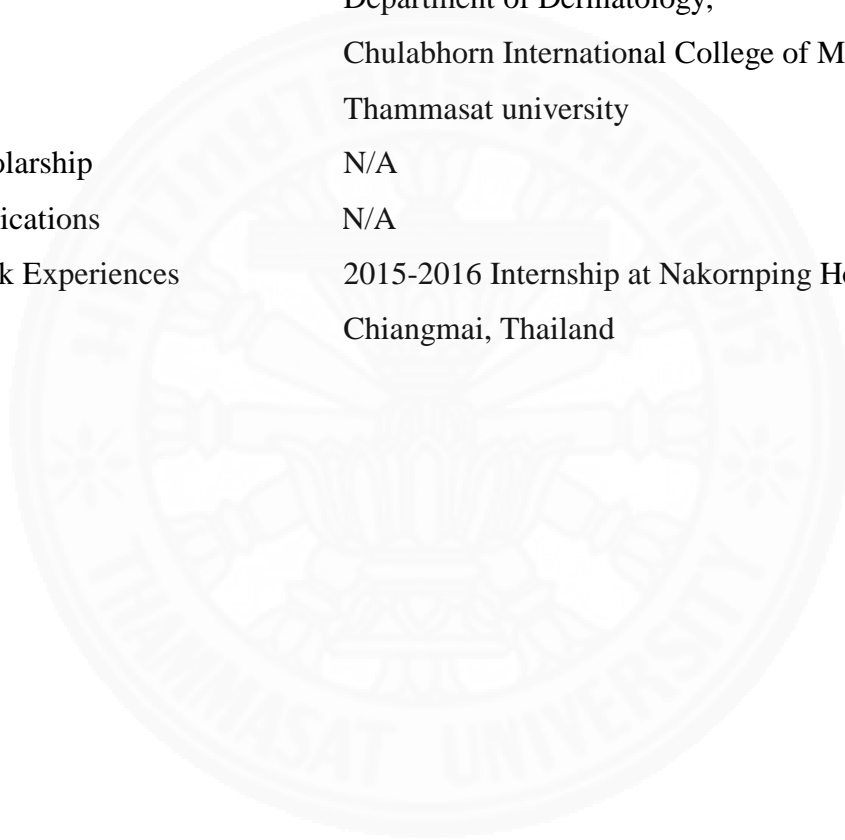 Department of Dermatology,
Chulabhorn International College of M
Thammasat university
olarship N/A
ications N/A
k Experiences 2015-2016 Internship at Nakornping Ho
Chiangmai, Thailand
THAMMASAT UNIVERSITY